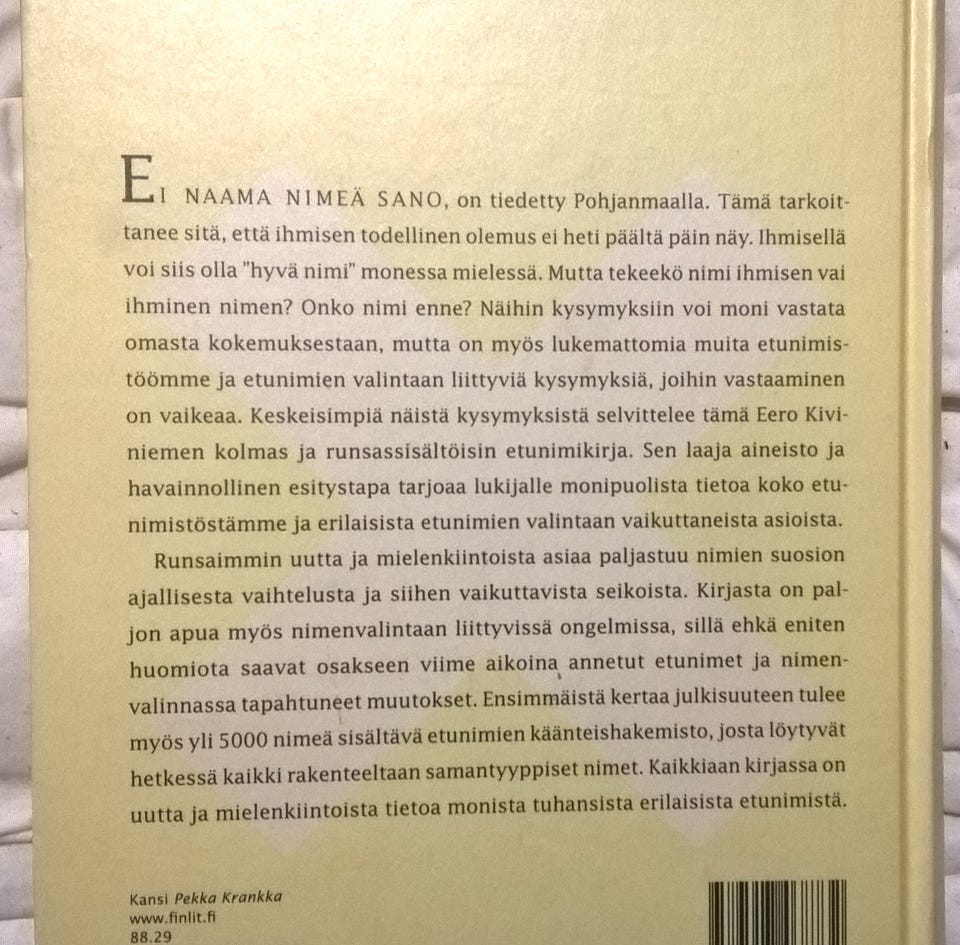 EI NAAMA NIMEÄ SANO, on tiedetty Pohjanmaalla. Tämä tarkoit-
tanee sitä, että ihmisen todellinen olemus ei heti päältä päin näy. Ihmisellä
voi siis olla "hyvä nimi" monessa mielessä. Mutta tekeekö nimi ihmisen vai
ihminen nimen? Onko nimi enne? Näihin kysymyksiin voi moni vastata
omasta kokemuksestaan, mutta on myös lukemattomia muita etunimis-
töömme ja etunimien valintaan liittyviä kysymyksiä, joihin vastaaminen
on vaikeaa. Keskeisimpiä näistä kysymyksistä selvittelee tämä Eero Kivi-
niemen kolmas ja runsassisältöisin etunimikirja. Sen laaja aineisto ja
havainnollinen esitystapa tarjoaa lukijalle monipuolista tietoa koko etu-
nimistöstämme ja erilaisista etunimien valintaan vaikuttaneista asioista.
Runsaimmin uutta ja mielenkiintoista asiaa paljastuu nimien suosion
ajallisesta vaihtelusta ja siihen vaikuttavista seikoista. Kirjasta on pal-
jon apua myös nimenvalintaan liittyvissä ongelmissa, sillä ehkä eniten
huomiota saavat osakseen viime aikoina annetut etunimet ja nimen-
valinnassa tapahtuneet muutokset. Ensimmäistä kertaa julkisuuteen tulee
myös yli 5000 nimeä sisältävä etunimien käänteishakemisto, josta löytyvät
hetkessä kaikki rakenteeltaan samantyyppiset nimet. Kaikkiaan kirjassa on
uutta ja mielenkiintoista tietoa monista tuhansista erilaisista etunimistä.
Kansi Pekka Krankka
www.finlit.fi
88.29